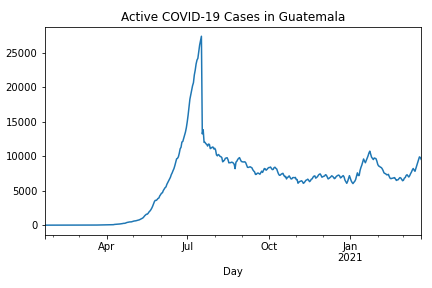 Active COVID-19 Cases in Guatemala
25000
20000
15000
10000
5000
0
Apr
Jul
Oct
Jan
2021
Day